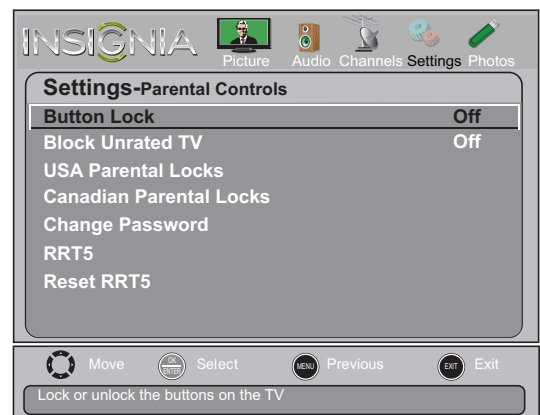 INSIGNIA
Picture Audio Channels Settings Photos
Settings-Parental Controls
Button Lock Off
Block Unrated TV Off
USA Parental Locks
Canadian Parental Locks
Change Password
RRT5
Reset RRT5
Move OK ENTER Select MENU Previous EXIT Exit
Lock or unlock the buttons on the TV